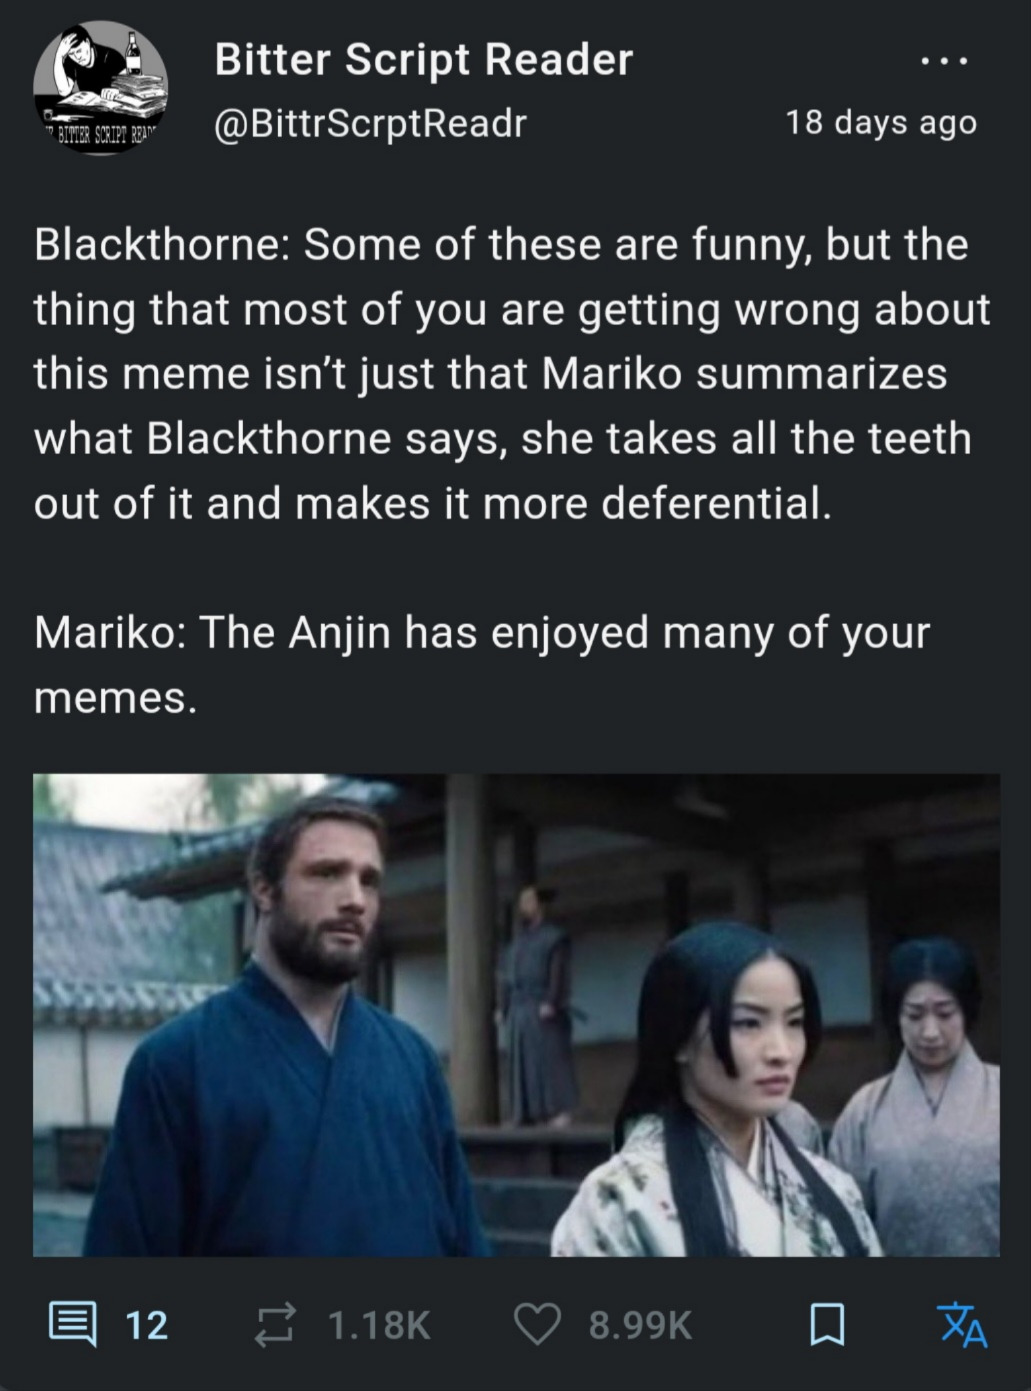 Bitter Script Reader
@BittrScrptReadr
18 days ago
BITTER SCRIPT READ
Blackthorne: Some of these are funny, but the
thing that most of you are getting wrong about
this meme isn’t just that Mariko summarizes
what Blackthorne says, she takes all the teeth
out of it and makes it more deferential.
Mariko: The Anjin has enjoyed many of your
memes.
12
1.18K
8.99K